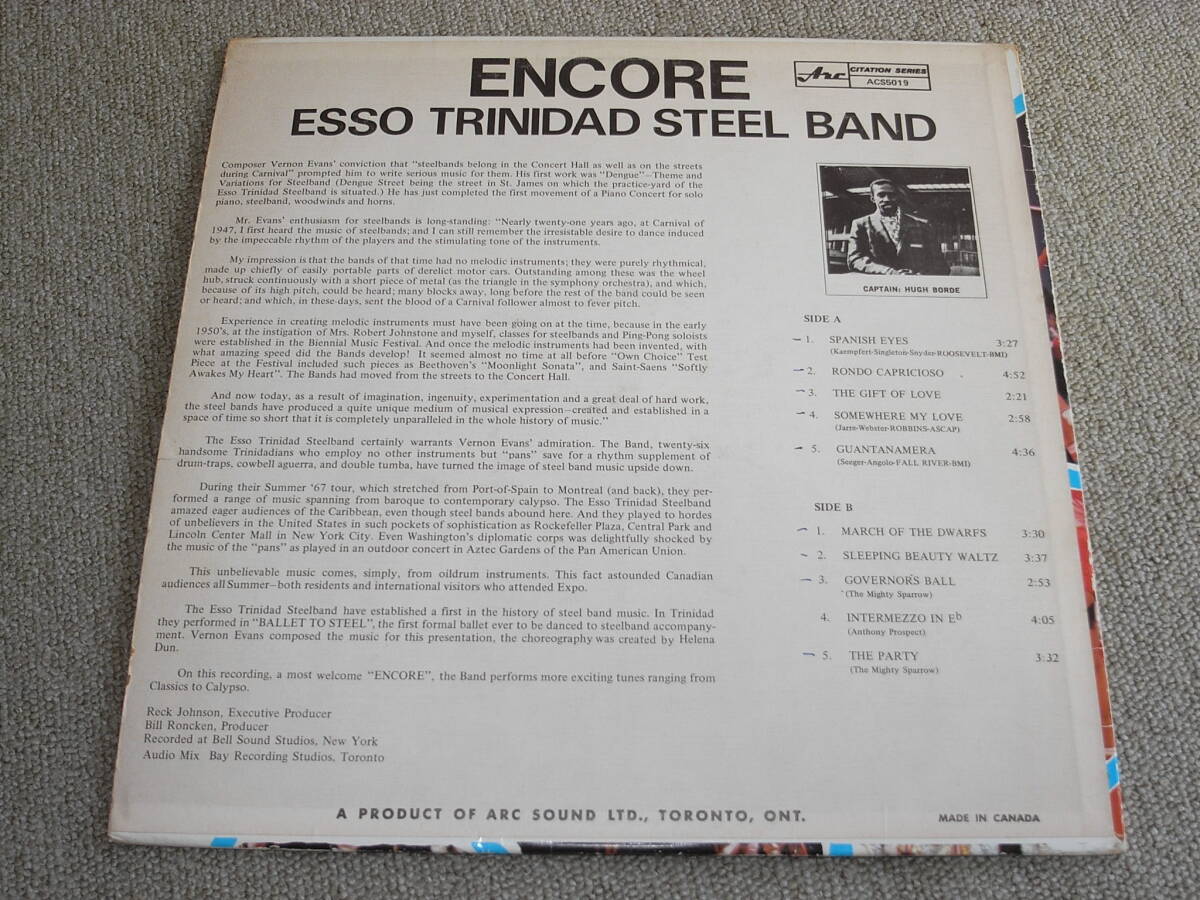 ENCORE
Arc
CITATION SERIES
ACS5019
ESSO TRINIDAD STEEL BAND
Composer Vernon Evans' conviction that "steelbands belong in the Concert Hall as well as on the streets
during Carnival" prompted him to write serious music for them. His first work was "Dengue"—Theme and
Variations for Steelband (Dengue Street being the street in St. James on which the practice-yard of the
Esso Trinidad Steelband is situated.) He has just completed the first movement of a Piano Concert for solo
piano, steelband, woodwinds and horns.
Mr. Evans' enthusiasm for steelbands is long-standing: "Nearly twenty-one years ago, at Carnival of
1947, I first heard the music of steelbands; and I can still remember the irresistable desire to dance induced
by the impeccable rhythm of the players and the stimulating tone of the instruments.
My impression is that the bands of that time had no melodic instruments; they were purely rhythmical,
made up chiefly of easily portable parts of derelict motor cars. Outstanding among these was the wheel
hub, struck continuously with a short piece of metal (as the triangle in the symphony orchestra), and which,
because of its high pitch, could be heard; many blocks away, long before the rest of the band could be seen
or heard; and which, in these-days, sent the blood of a Carnival follower almost to fever pitch.
Experience in creating melodic instruments must have been going on at the time, because in the early
1950's, at the instigation of Mrs. Robert Johnstone and myself, classes for steelbands and Ping-Pong soloists
were established in the Biennial Music Festival. And once the melodic instruments had been invented, with
what amazing speed did the Bands develop! It seemed almost no time at all before "Own Choice" Test
Piece at the Festival included such pieces as Beethoven's "Moonlight Sonata", and Saint-Saens "Softly
Awakes My Heart". The Bands had moved from the streets to the Concert Hall.
And now today, as a result of imagination, ingenuity, experimentation and a great deal of hard work,
the steel bands have produced a quite unique medium of musical expression—created and established in a
space of time so short that it is completely unparalleled in the whole history of music."
The Esso Trinidad Steelband certainly warrants Vernon Evans' admiration. The Band, twenty-six
handsome Trinidadians who employ no other instruments but "pans" save for a rhythm supplement of
drum-traps, cowbell aguerra, and double tumba, have turned the image of steel band music upside down.
During their Summer '67 tour, which stretched from Port-of-Spain to Montreal (and back), they per-
formed a range of music spanning from baroque to contemporary calypso. The Esso Trinidad Steelband
amazed eager audiences of the Caribbean, even though steel bands abound here. And they played to hordes
of unbelievers in the United States in such pockets of sophistication as Rockefeller Plaza, Central Park and
Lincoln Center Mall in New York City. Even Washington's diplomatic corps was delightfully shocked by
the music of the "pans" as played in an outdoor concert in Aztec Gardens of the Pan American Union.
This unbelievable music comes, simply, from oildrum instruments. This fact astounded Canadian
audiences all Summer—both residents and international visitors who attended Expo.
The Esso Trinidad Steelband have established a first in the history of steel band music. In Trinidad
they performed in "BALLET TO STEEL", the first formal ballet ever to be danced to steelband accompany-
ment. Vernon Evans composed the music for this presentation, the choreography was created by Helena
Dun.
On this recording, a most welcome "ENCORE", the Band performs more exciting tunes ranging from
Classics to Calypso.
Reck Johnson, Executive Producer
Bill Roncken, Producer
Recorded at Bell Sound Studios, New York
Audio Mix Bay Recording Studios, Toronto
CAPTAIN: HUGH BORDE
SIDE A
1. SPANISH EYES 3:27
(Kaempfert-Singleton-Snyder-ROOSEVELT-BMI)
2. RONDO CAPRICIOSO 4:52
3. THE GIFT OF LOVE 2:21
4. SOMEWHERE MY LOVE 2:58
(Jarre-Webster-ROBBINS-ASCAP)
5. GUANTANAMERA 4:36
(Seeger-Angolo-FALL RIVER-BMI)
SIDE B
1. MARCH OF THE DWARFS 3:30
2. SLEEPING BEAUTY WALTZ 3:37
3. GOVERNOR'S BALL 2:53
(The Mighty Sparrow)
4. INTERMEZZO IN Eb 4:05
(Anthony Prospect)
5. THE PARTY 3:32
(The Mighty Sparrow)
A PRODUCT OF ARC SOUND LTD., TORONTO, ONT.
MADE IN CANADA